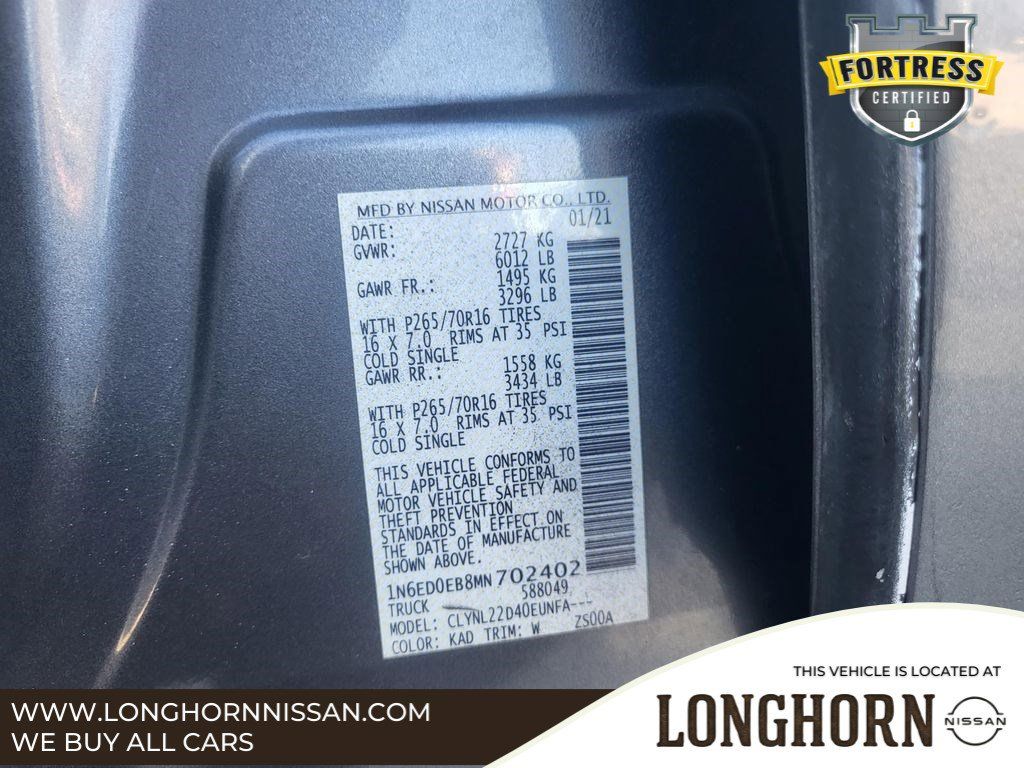 FORTRESS
CERTIFIED
MFD BY NISSAN MOTOR CO., LTD.
DATE: 01/21
GVWR: 2727 KG
6012 LB
GAWR FR.: 1495 KG
3296 LB
WITH P265/70R16 TIRES
16 X 7.0 RIMS AT 35 PSI
COLD SINGLE
GAWR RR.: 1558 KG
3434 LB
WITH P265/70R16 TIRES
16 X 7.0 RIMS AT 35 PSI
COLD SINGLE
THIS VEHICLE CONFORMS TO
ALL APPLICABLE FEDERAL
MOTOR VEHICLE SAFETY AND
THEFT PREVENTION
STANDARDS IN EFFECT ON
THE DATE OF MANUFACTURE
SHOWN ABOVE.
1N6ED0EB8MN702402
TRUCK 588049
MODEL: CLYNL22D40EUNFA---
COLOR: KAD TRIM: W ZS00A
THIS VEHICLE IS LOCATED AT
LONGHORN NISSAN
WWW.LONGHORNNISSAN.COM
WE BUY ALL CARS